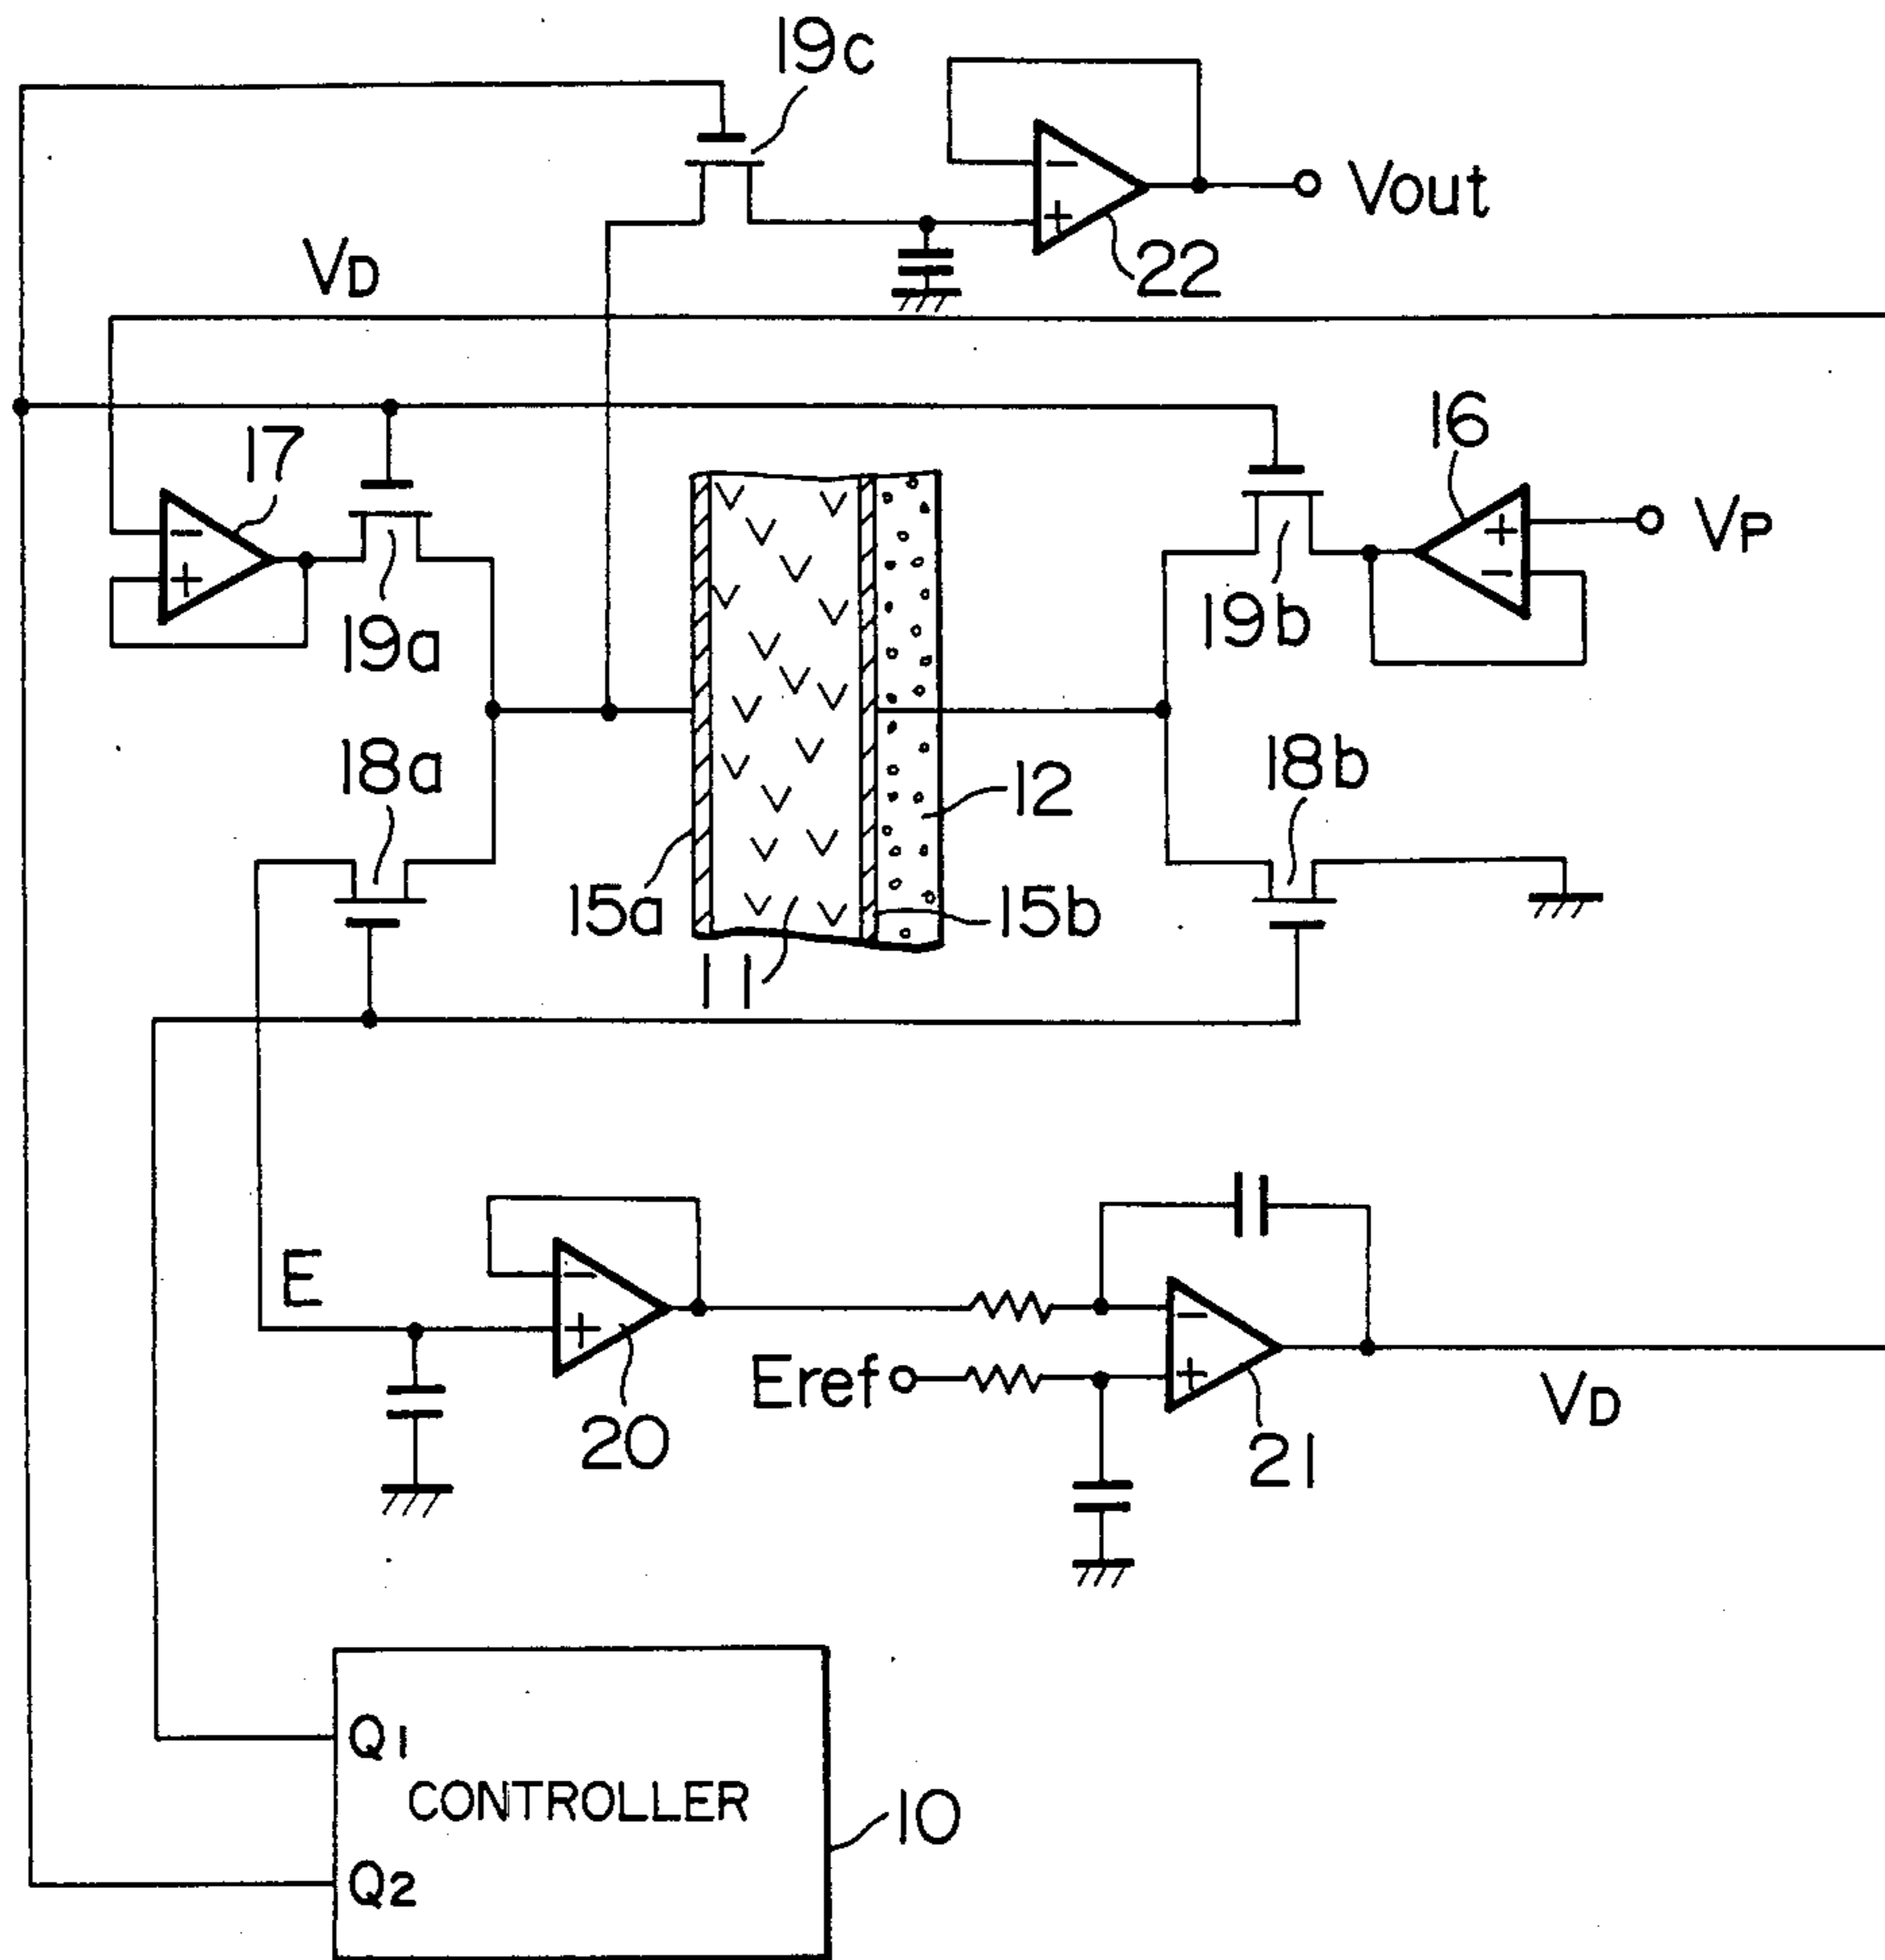 19c
Vout
22
VD
17
16
VP
19a
19b
18a
18b
12
15a
15b
11
E
20
Eref
21
VD
Q1
CONTROLLER
10
Q2